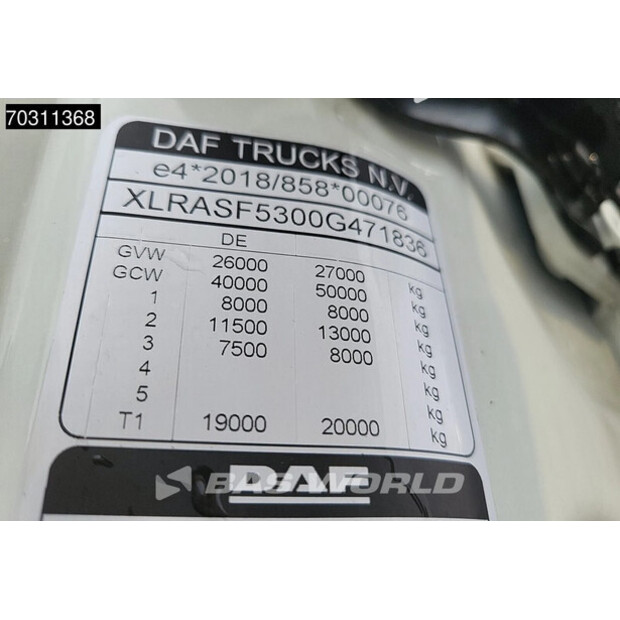 70311368
DAF TRUCKS N.V.
e4*2018/858*00076
XLRASF5300G471836
DE
GVW 26000 27000 kg
GCW 40000 50000 kg
1 8000 8000 kg
2 11500 13000 kg
3 7500 8000 kg
4 kg
5 kg
T1 19000 20000 kg
DAF
BAS WORLD